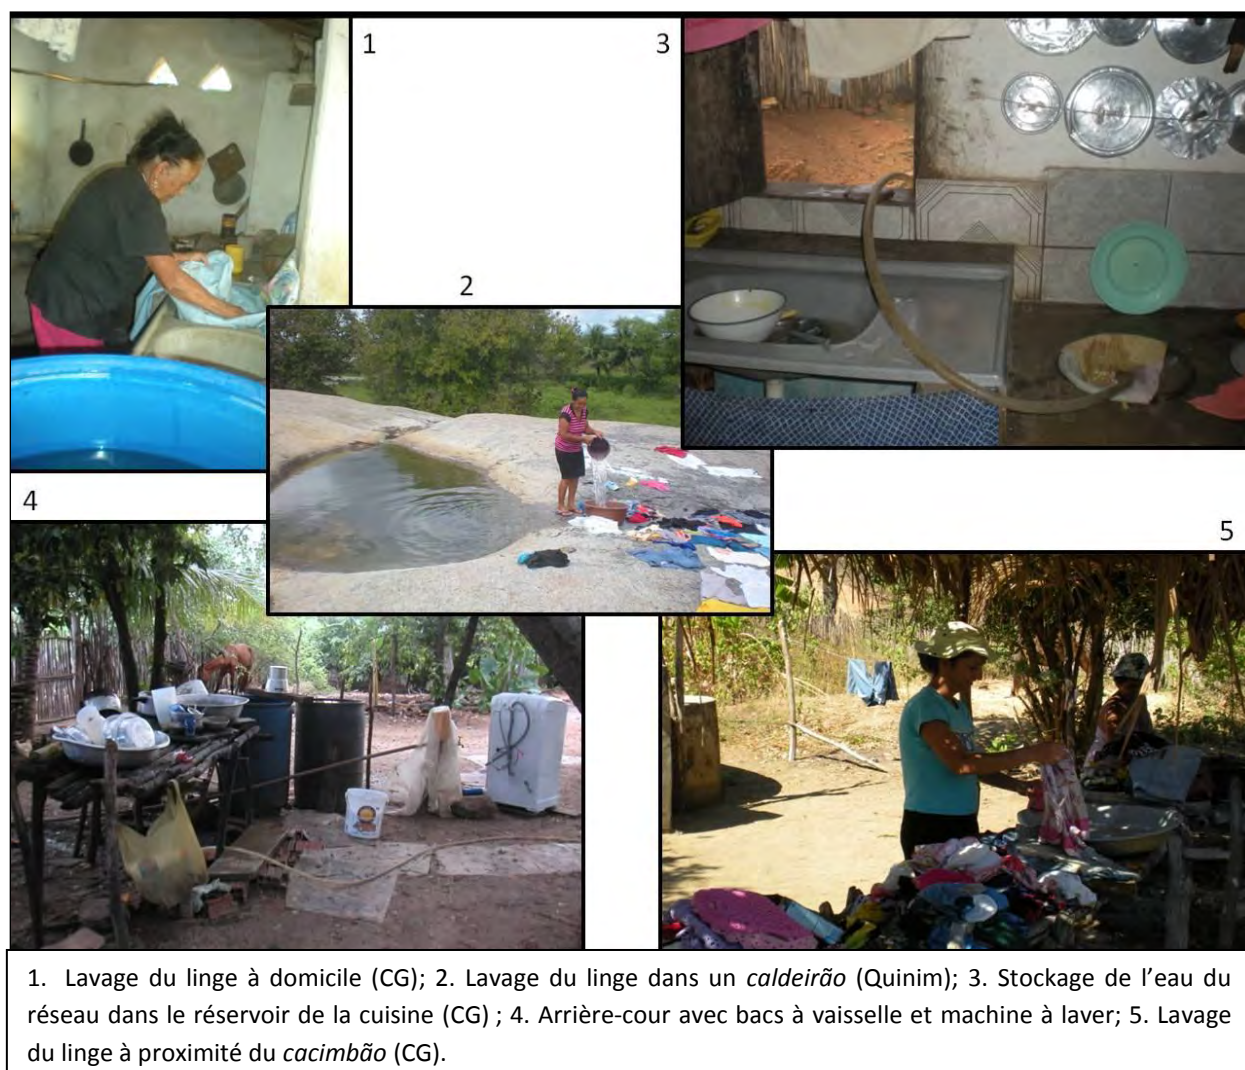 1
3
2
4
5
1. Lavage du linge à domicile (CG); 2. Lavage du linge dans un caldeirão (Quinim); 3. Stockage de l’eau du
réseau dans le réservoir de la cuisine (CG) ; 4. Arrière-cour avec bacs à vaisselle et machine à laver; 5. Lavage
du linge à proximité du cacimbão (CG).